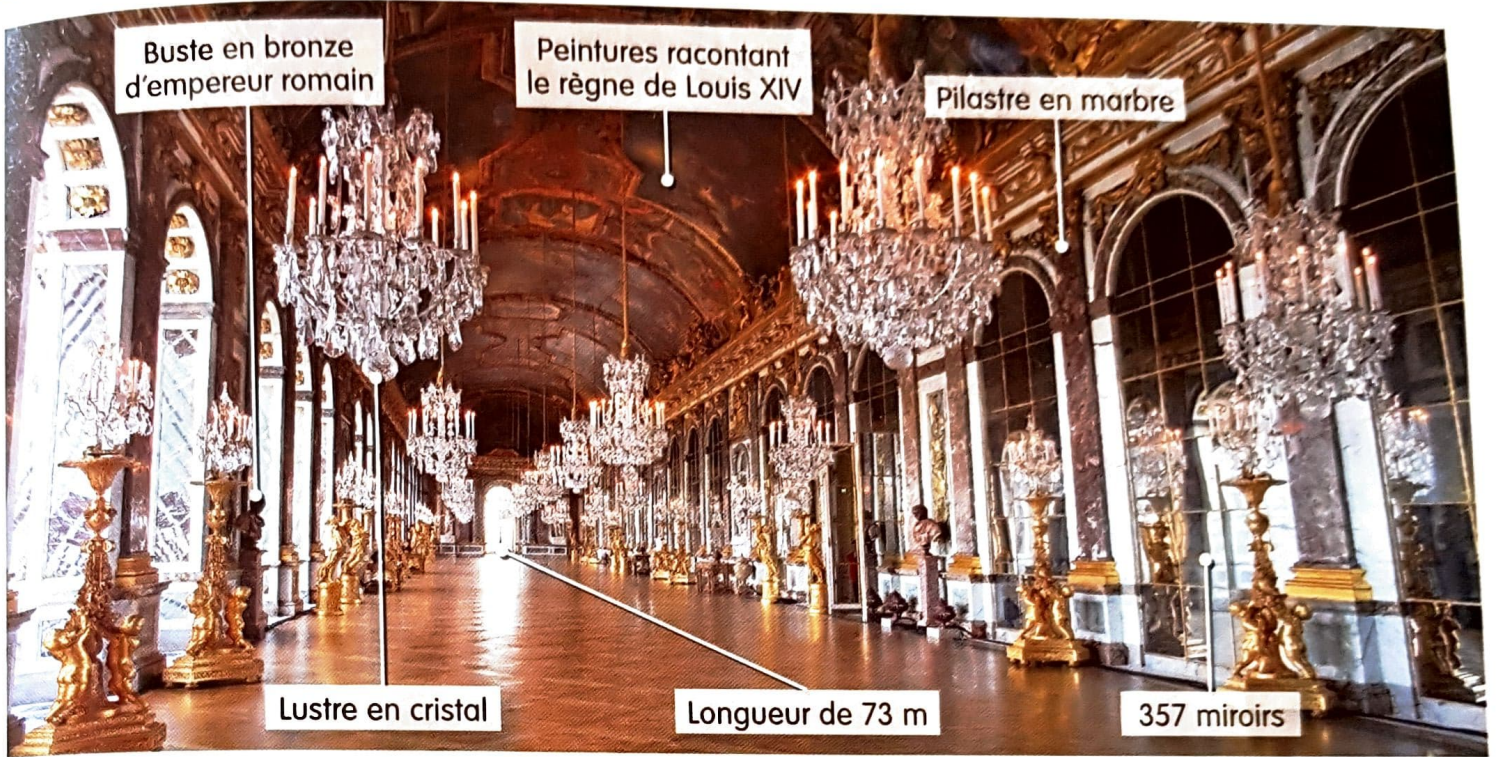 Buste en bronze
d'empereur romain
Peintures racontant
le règne de Louis XIV
Pilastre en marbre
Lustre en cristal
Longueur de 73 m
357 miroirs